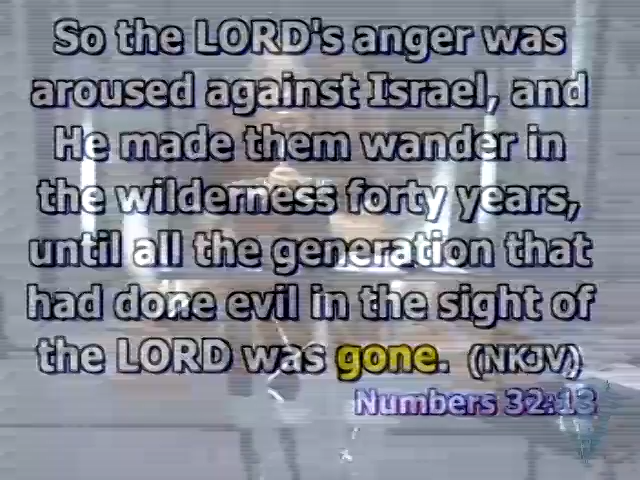 So the LORD's anger was
aroused against Israel, and
He made them wander in
the wilderness forty years,
until all the generation that
had done evil in the sight of
the LORD was gone. (NKJV)
Numbers 32:13